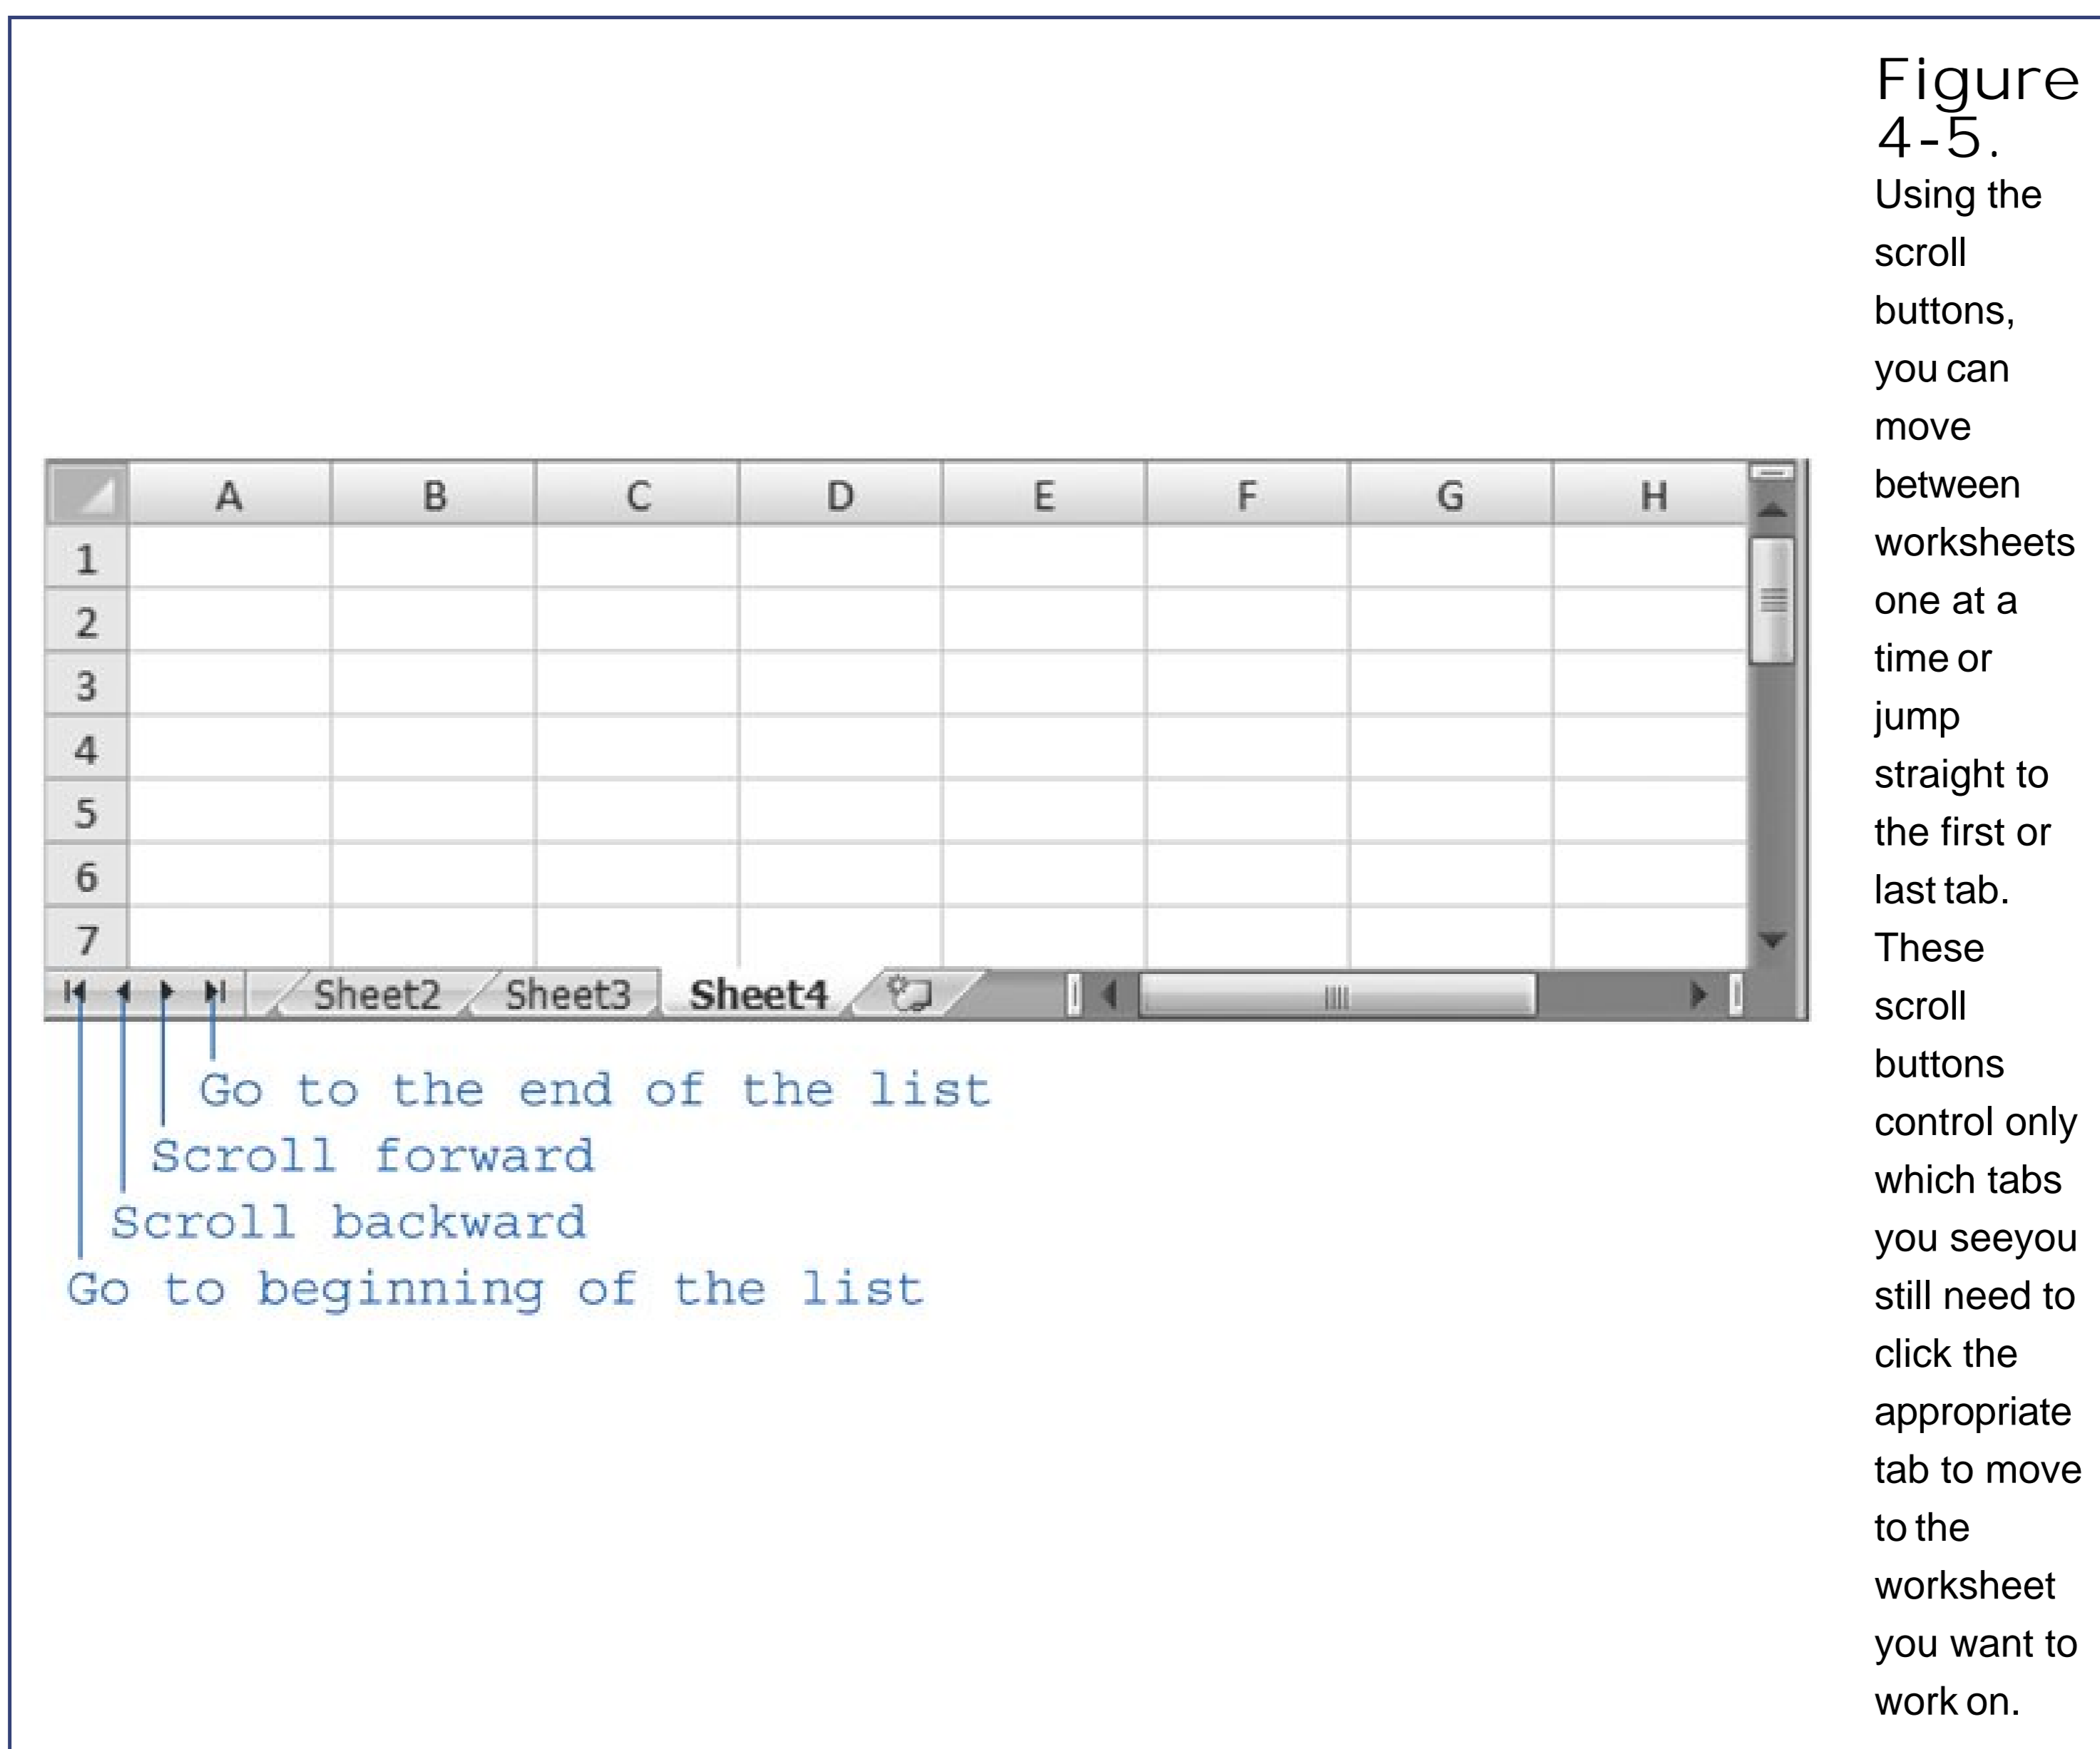 A B C D E F G H
1
2
3
4
5
6
7
Sheet2 Sheet3 Sheet4
Go to the end of the list
Scroll forward
Scroll backward
Go to beginning of the list
Figure
4-5.
Using the
scroll
buttons,
you can
move
between
worksheets
one at a
time or
jump
straight to
the first or
last tab.
These
scroll
buttons
control only
which tabs
you seeyou
still need to
click the
appropriate
tab to move
to the
worksheet
you want to
work on.